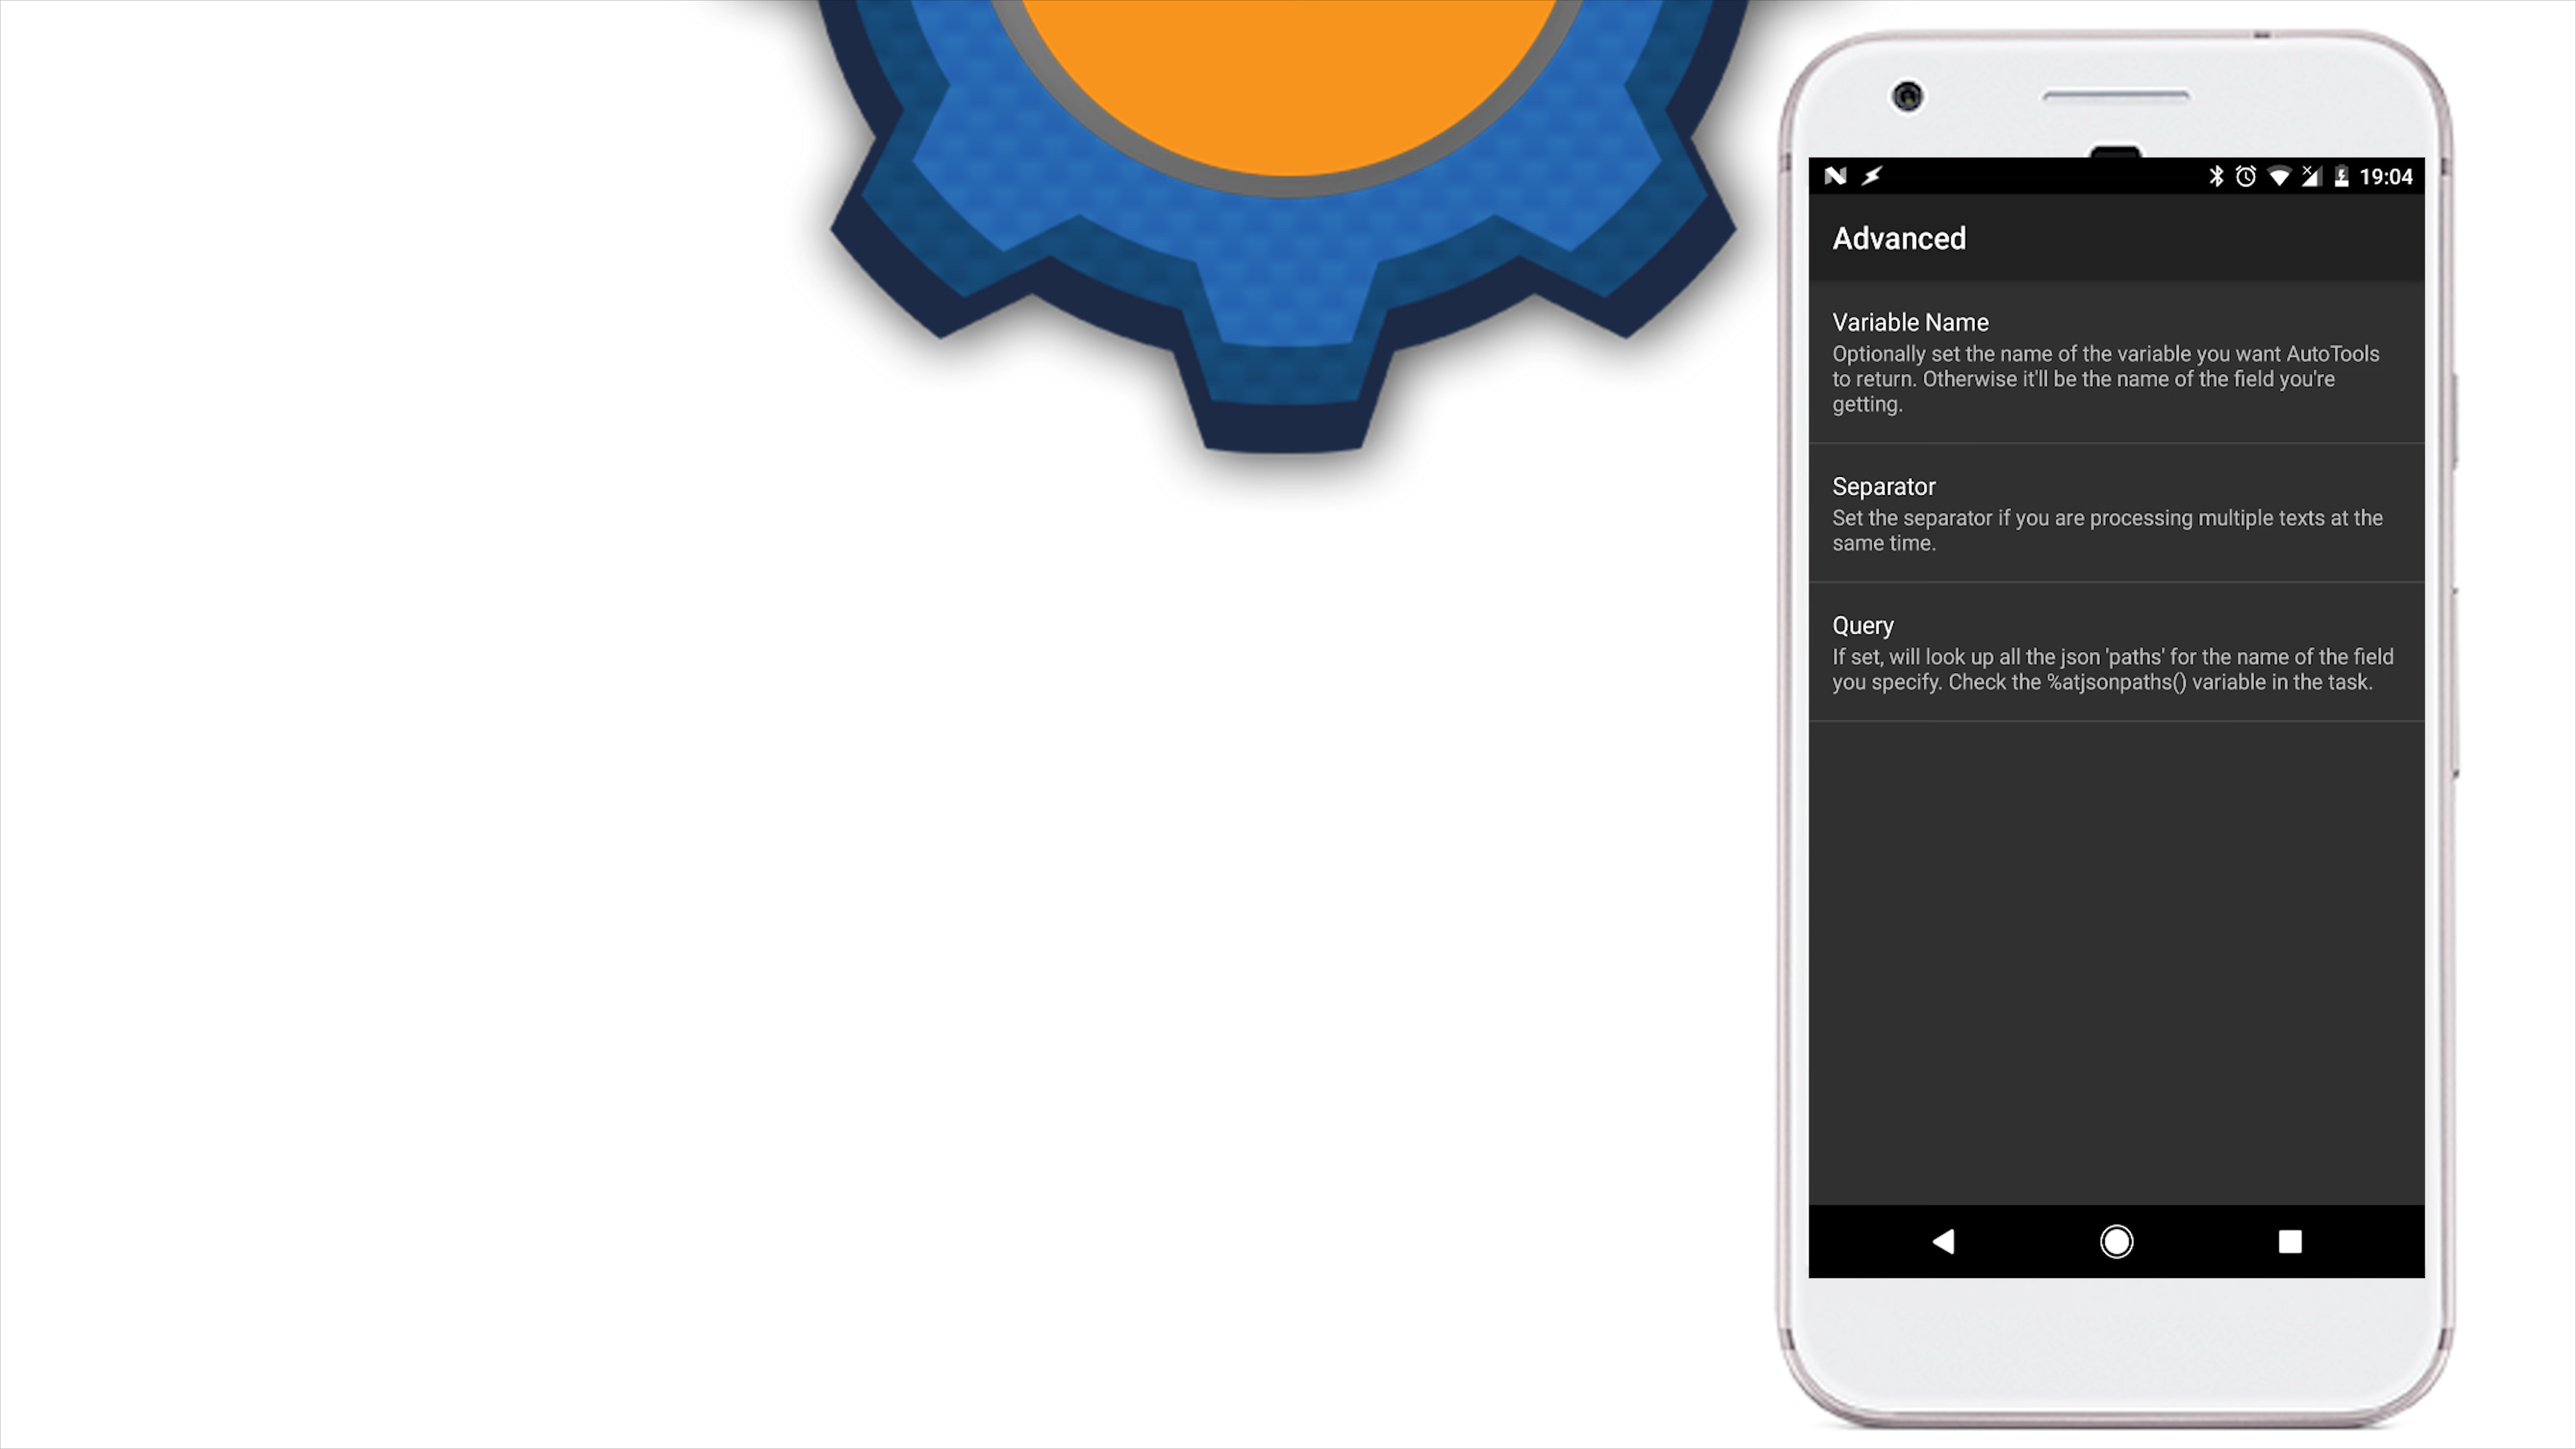 19:04
Advanced
Variable Name
Optionally set the name of the variable you want AutoTools
to return. Otherwise it'll be the name of the field you're
getting.
Separator
Set the separator if you are processing multiple texts at the
same time.
Query
If set, will look up all the json 'paths' for the name of the field
you specify. Check the %atjsonpaths() variable in the task.